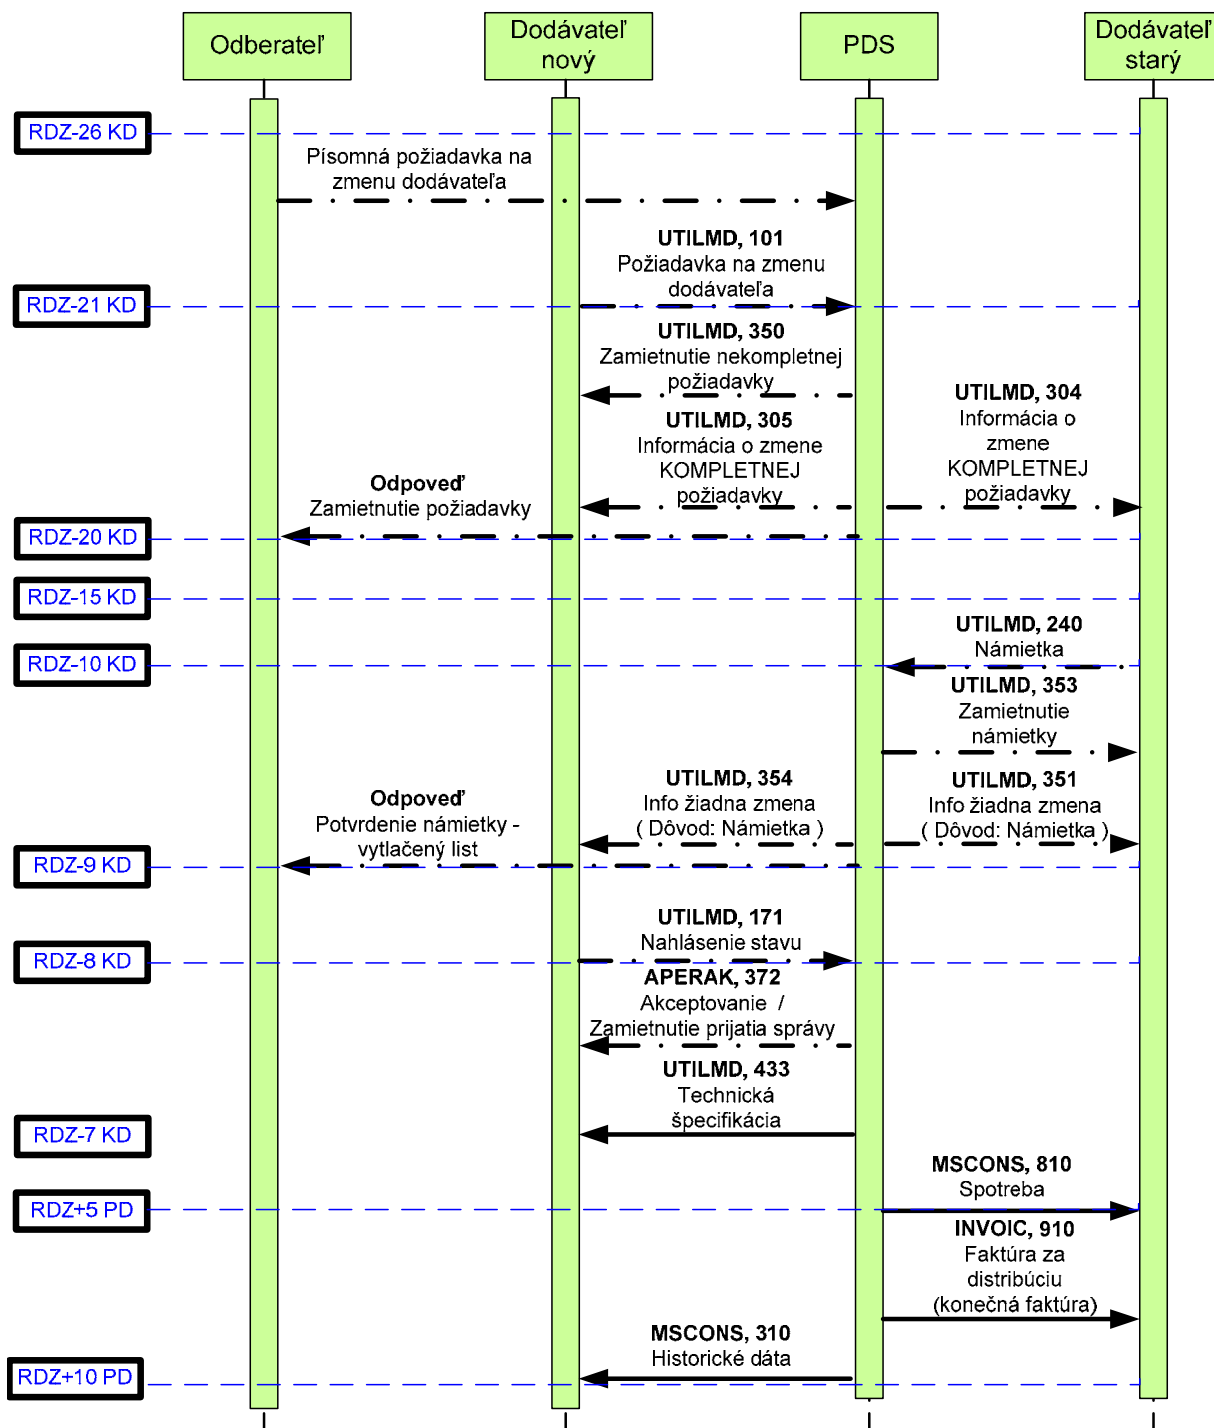 Odberateľ
Dodávateľ
nový
PDS
Dodávateľ
starý
RDZ-26 KD
Písomná požiadavka na
zmenu dodávateľa
UTILMD, 101
Požiadavka na zmenu
dodávateľa
RDZ-21 KD
UTILMD, 350
Zamietnutie nekompletnej
požiadavky
UTILMD, 304
Informácia o
zmene
KOMPLETNEJ
požiadavky
UTILMD, 305
Informácia o zmene
KOMPLETNEJ
požiadavky
Odpoveď
Zamietnutie požiadavky
RDZ-20 KD
RDZ-15 KD
UTILMD, 240
Námietka
RDZ-10 KD
UTILMD, 353
Zamietnutie
námietky
UTILMD, 354
Info žiadna zmena
( Dôvod: Námietka )
UTILMD, 351
Info žiadna zmena
( Dôvod: Námietka )
Odpoveď
Potvrdenie námietky -
vytlačený list
RDZ-9 KD
UTILMD, 171
Nahlásenie stavu
RDZ-8 KD
APERAK, 372
Akceptovanie /
Zamietnutie prijatia správy
UTILMD, 433
Technická
špecifikácia
RDZ-7 KD
MSCONS, 810
Spotreba
RDZ+5 PD
INVOIC, 910
Faktúra za
distribúciu
(konečná faktúra)
MSCONS, 310
Historické dáta
RDZ+10 PD